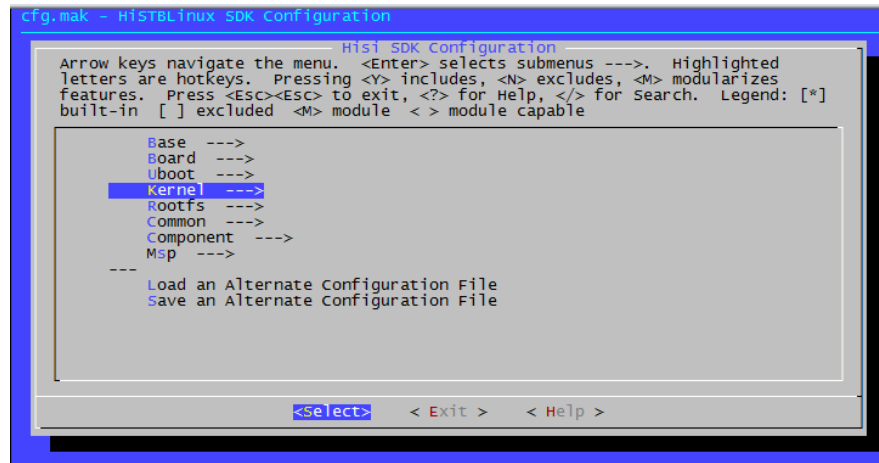 cfg.mak - HiSTBLinux SDK Configuration
Hisi SDK Configuration
Arrow keys navigate the menu.  <Enter> selects submenus --->.  Highlighted
letters are hotkeys.  Pressing <Y> includes, <N> excludes, <M> modularizes
features.  Press <Esc><Esc> to exit, <?> for Help, </> for Search.  Legend: [*]
built-in  [ ] excluded  <M> module  < > module capable
Base  --->
Board  --->
Uboot  --->
Kernel  --->
Rootfs  --->
Common  --->
Component  --->
Msp  --->
---
Load an Alternate Configuration File
Save an Alternate Configuration File
<Select>    < Exit >    < Help >